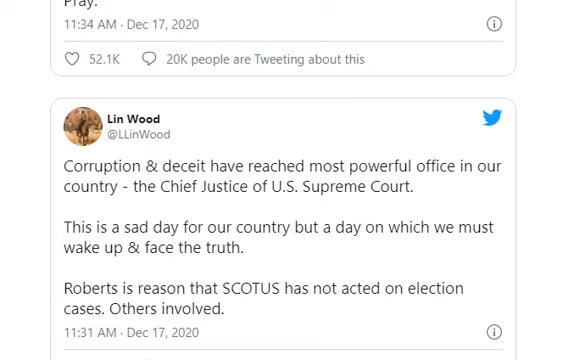 Pray.
11:34 AM · Dec 17, 2020
52.1K 20K people are Tweeting about this
Lin Wood
@LLinWood
Corruption & deceit have reached most powerful office in our
country - the Chief Justice of U.S. Supreme Court.
This is a sad day for our country but a day on which we must
wake up & face the truth.
Roberts is reason that SCOTUS has not acted on election
cases. Others involved.
11:31 AM · Dec 17, 2020